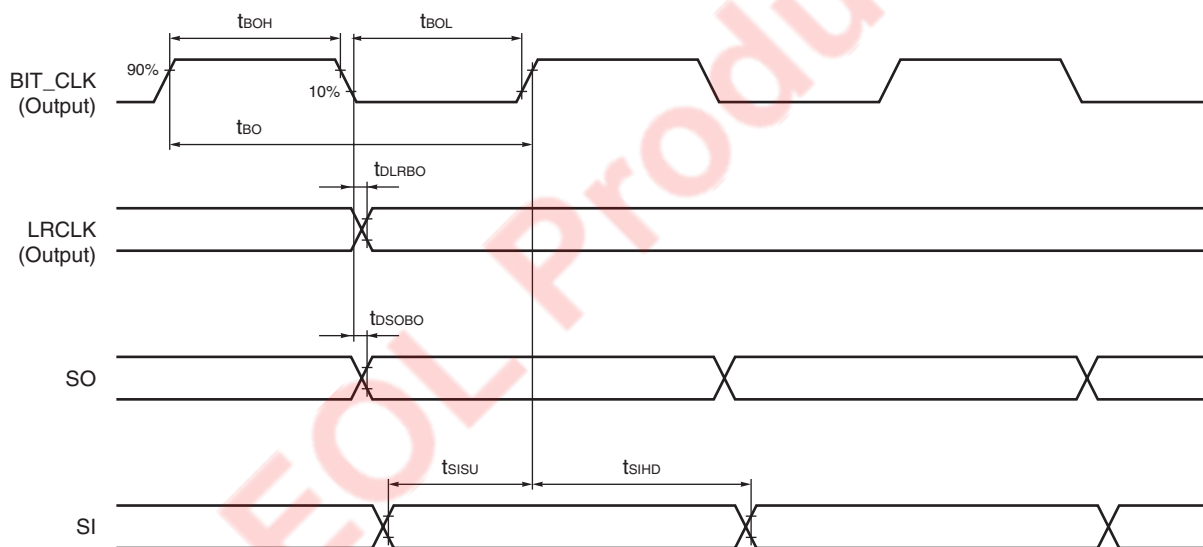 tBOH
tBOL
90%
BIT_CLK
(Output)
10%
tBO
tDLRBO
LRCLK
(Output)
tDSOBO
SO
tSISU
tSIHD
SI
EOL Produ